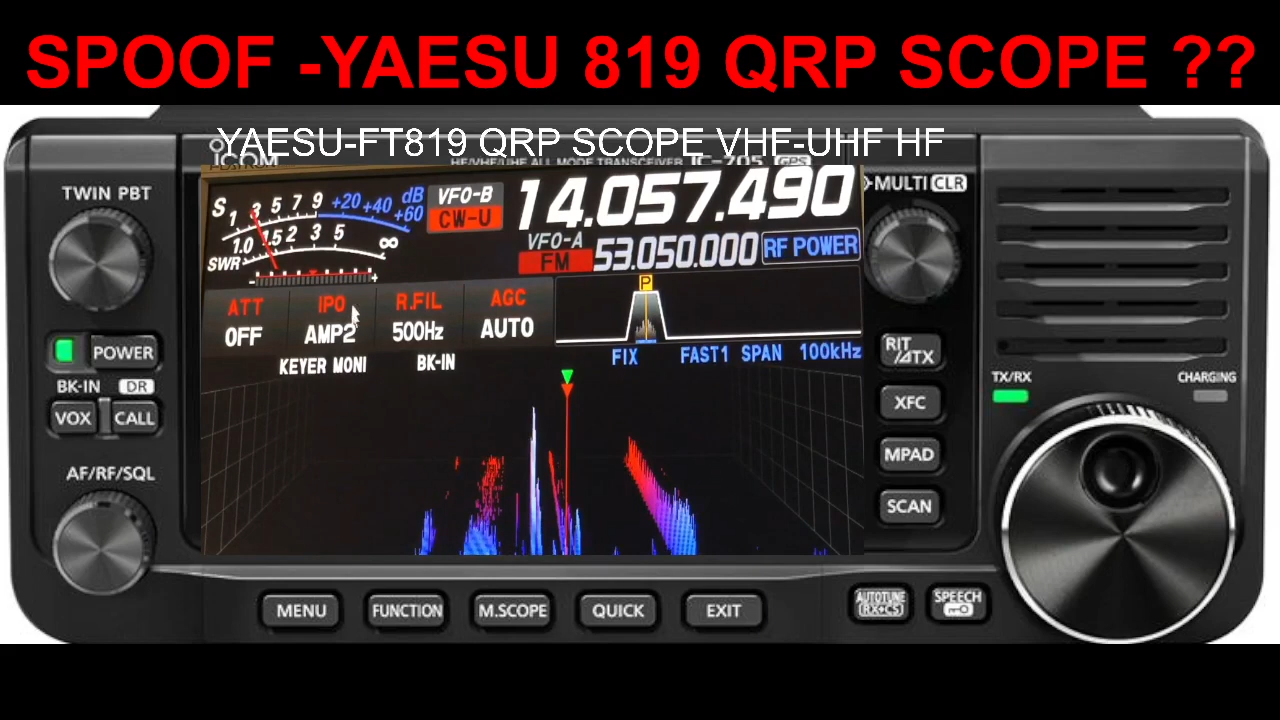 SPOOF -YAESU 819 QRP SCOPE ??
YAESU-FT819 QRP SCOPE VHF-UHF HF
ICOM HF/VHF/UHF ALL MODE TRANSCEIVER IC-705 GPS
TWIN PBT
MULTI CLR
S 1 3 5 7 9 +20 +40 +60 dB
1.0 1.5 2 3 5 ∞
SWR
- +
VFO-B
CW-U
14.057.490
VFO-A
FM
53.050.000
RF POWER
ATT IPO R.FIL AGC
OFF AMP2 500Hz AUTO
P
KEYER MONI BK-IN
FIX FAST1 SPAN 100kHz
POWER
BK-IN DR
VOX CALL
AF/RF/SQL
RIT
/ΔTX
XFC
MPAD
SCAN
TX/RX CHARGING
MENU FUNCTION M.SCOPE QUICK EXIT
AUTOTUNE
RX→CS
SPEECH